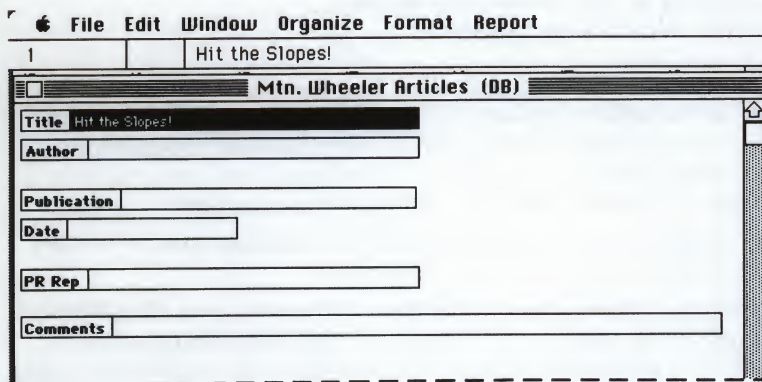 File Edit Window Organize Format Report
1 Hit the Slopes!
Mtn. Wheeler Articles (DB)
Title Hit the Slopes!
Author
Publication
Date
PR Rep
Comments